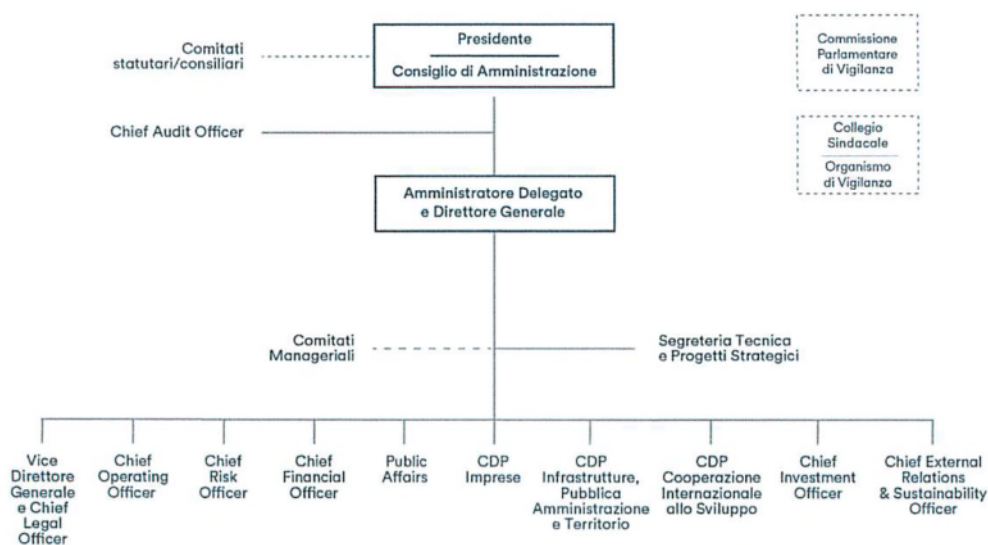 Presidente
Consiglio di Amministrazione
Comitati
statutari/consiliari
Commissione
Parlamentare
di Vigilanza
Chief Audit Officer
Collegio
Sindacale
Organismo
di Vigilanza
Amministratore Delegato
e Direttore Generale
Comitati
Manageriali
Segreteria Tecnica
e Progetti Strategici
Vice
Direttore
Generale
e Chief
Legal
Officer
Chief
Operating
Officer
Chief
Risk
Officer
Chief
Financial
Officer
Public
Affairs
CDP
Imprese
CDP
Infrastrutture,
Pubblica
Amministrazione
e Territorio
CDP
Cooperazione
Internazionale
allo Sviluppo
Chief
Investment
Officer
Chief External
Relations
& Sustainability
Officer